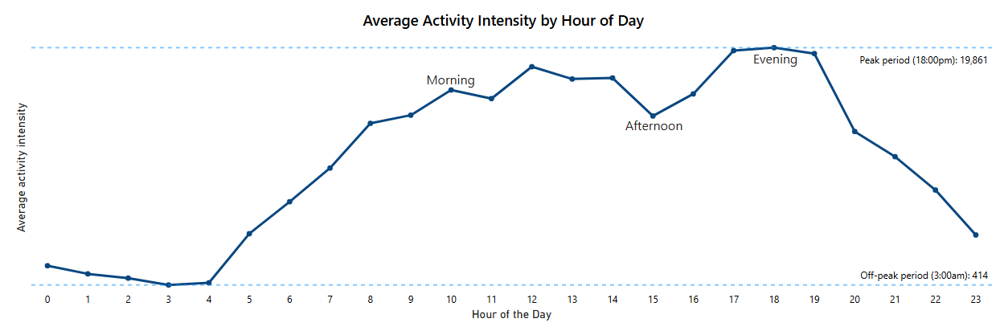 Average Activity Intensity by Hour of Day
Peak period (18:00pm): 19,861
Evening
Morning
Afternoon
Average activity intensity
Off-peak period (3:00am): 414
0 1 2 3 4 5 6 7 8 9 10 11 12 13 14 15 16 17 18 19 20 21 22 23
Hour of the Day